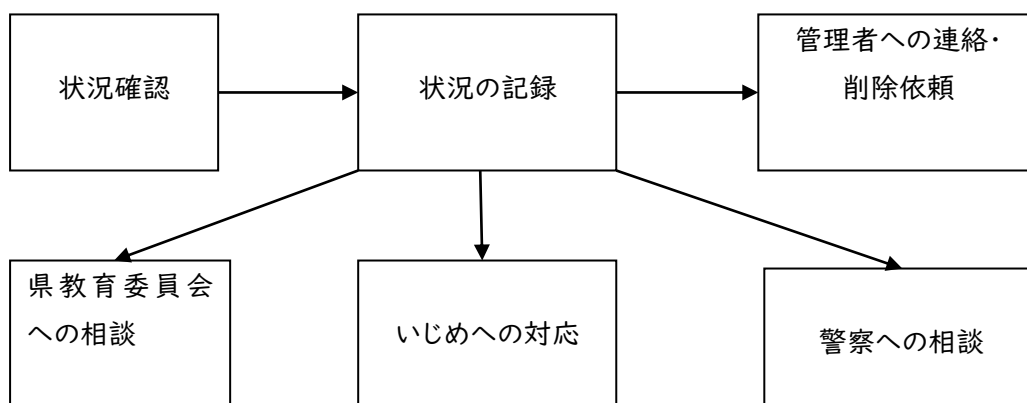 状況確認
状況の記録
管理者への連絡・
削除依頼
県教育委員会
への相談
いじめへの対応
警察への相談